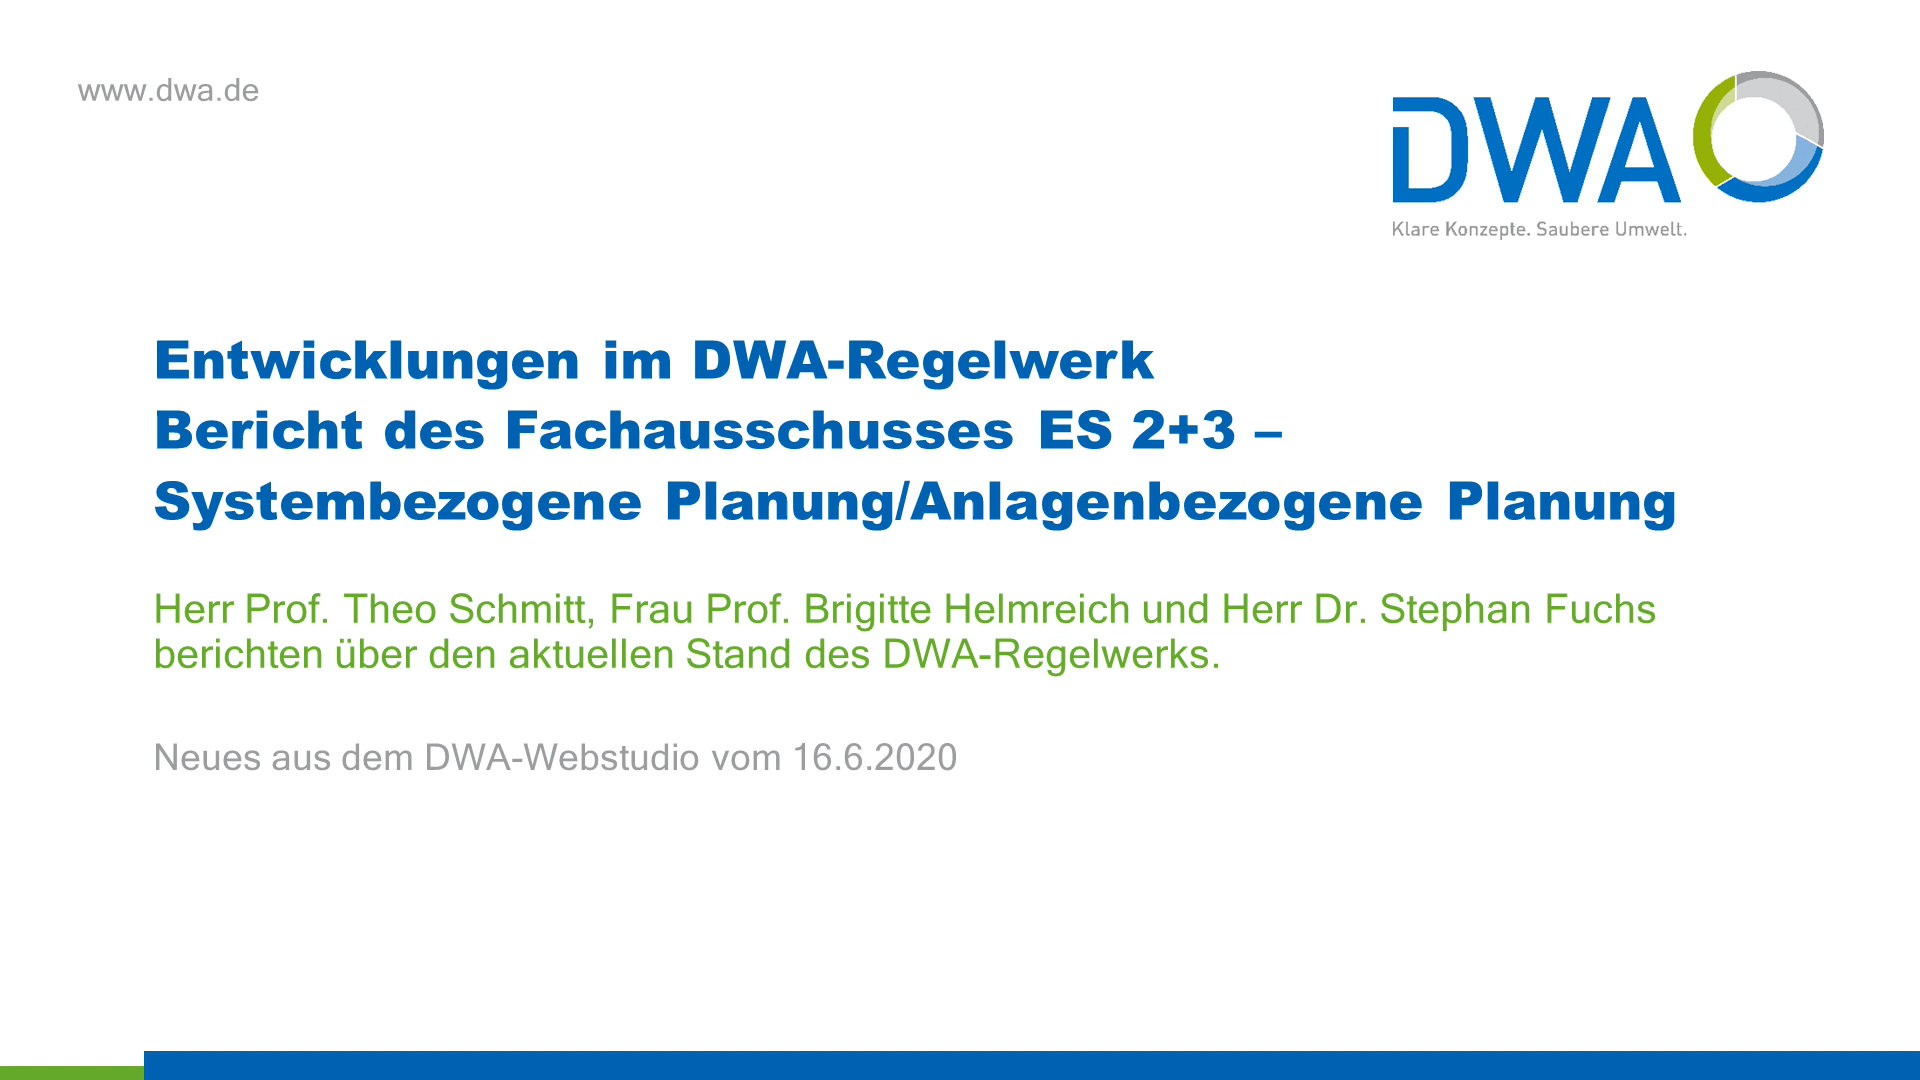 www.dwa.de
DWA
Klare Konzepte. Saubere Umwelt.
Entwicklungen im DWA-Regelwerk
Bericht des Fachausschusses ES 2+3 –
Systembezogene Planung/Anlagenbezogene Planung
Herr Prof. Theo Schmitt, Frau Prof. Brigitte Helmreich und Herr Dr. Stephan Fuchs
berichten über den aktuellen Stand des DWA-Regelwerks.
Neues aus dem DWA-Webstudio vom 16.6.2020